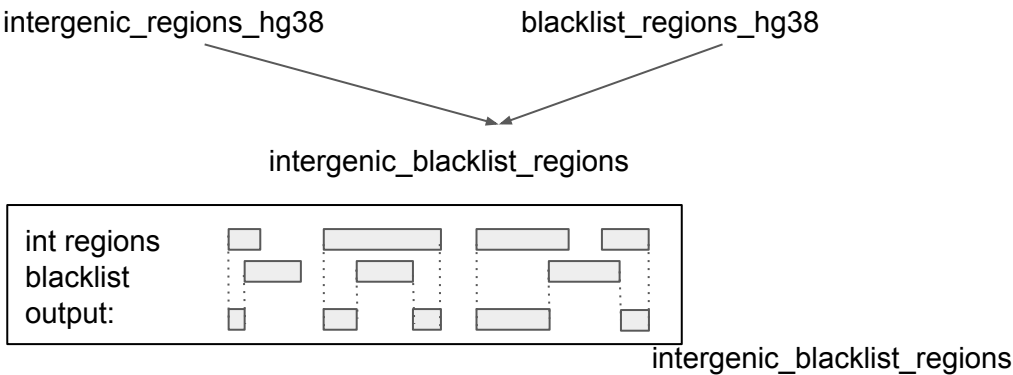 intergenic_regions_hg38
blacklist_regions_hg38
intergenic_blacklist_regions
int regions
blacklist
output:
intergenic_blacklist_regions